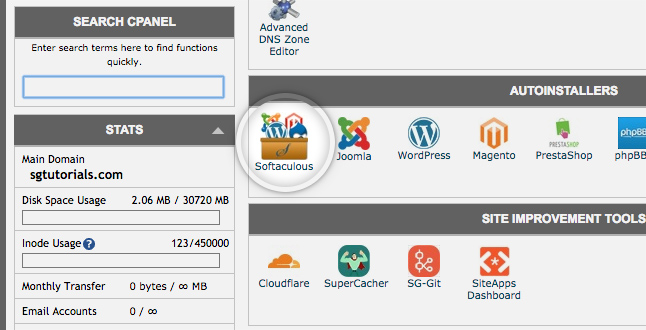 SEARCH CPANEL
Enter search terms here to find functions
quickly.
STATS
Main Domain
sgtutorials.com
Disk Space Usage 2.06 MB / 30720 MB
Inode Usage ? 123/450000
Monthly Transfer 0 bytes / ∞ MB
Email Accounts 0 / ∞
Advanced
DNS Zone
Editor
AUTOINSTALLERS
Softaculous
Joomla
WordPress
Magento
PRESTASHOP
PrestaShop
phpBB
phpBB
SITE IMPROVEMENT TOOLS
Cloudflare
SuperCacher
SG-Git
SiteApps
Dashboard